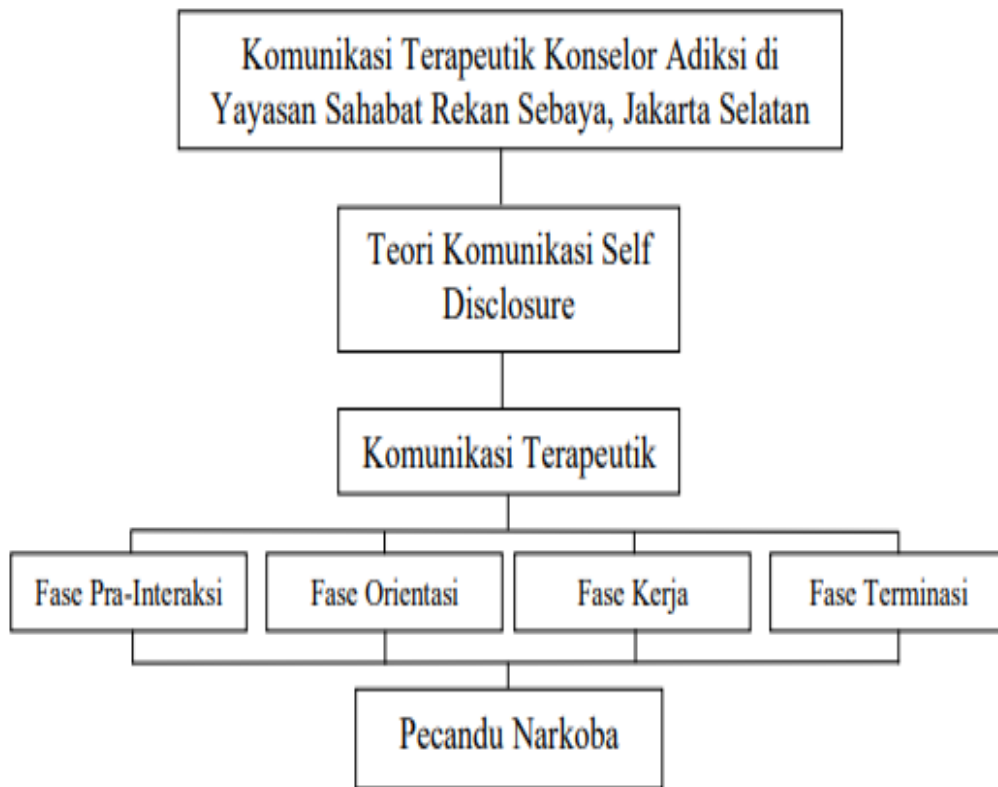 Komunikasi Terapeutik Konselor Adiksi di
Yayasan Sahabat Rekan Sebaya, Jakarta Selatan
Teori Komunikasi Self
Disclosure
Komunikasi Terapeutik
Fase Pra-Interaksi
Fase Orientasi
Fase Kerja
Fase Terminasi
Pecandu Narkoba